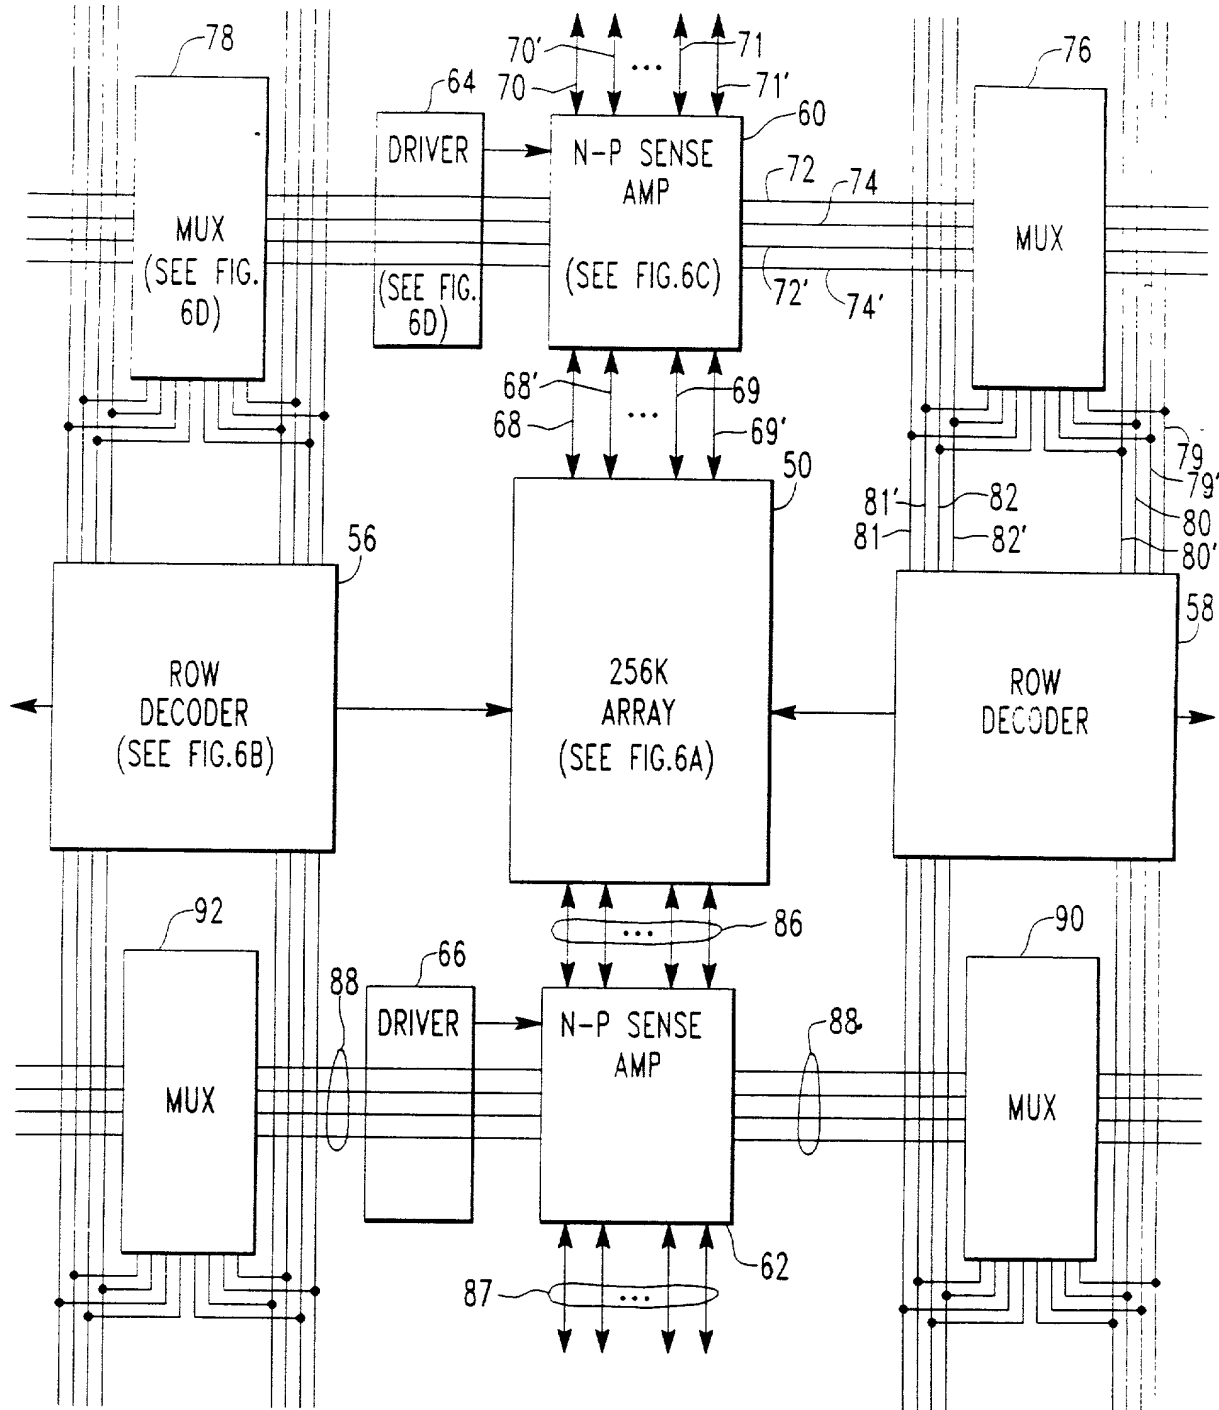 78
70'
70
71
71'
76
64
60
DRIVER
N-P SENSE
AMP
(SEE FIG.6C)
MUX
(SEE FIG.
6D)
(SEE FIG.
6D)
72
74
72'
74'
MUX
68'
68
69
69'
50
79
79'
80
80'
81'
81
82
82'
56
58
ROW
DECODER
(SEE FIG.6B)
256K
ARRAY
(SEE FIG.6A)
ROW
DECODER
92
86
90
88
66
88
DRIVER
N-P SENSE
AMP
MUX
MUX
62
87